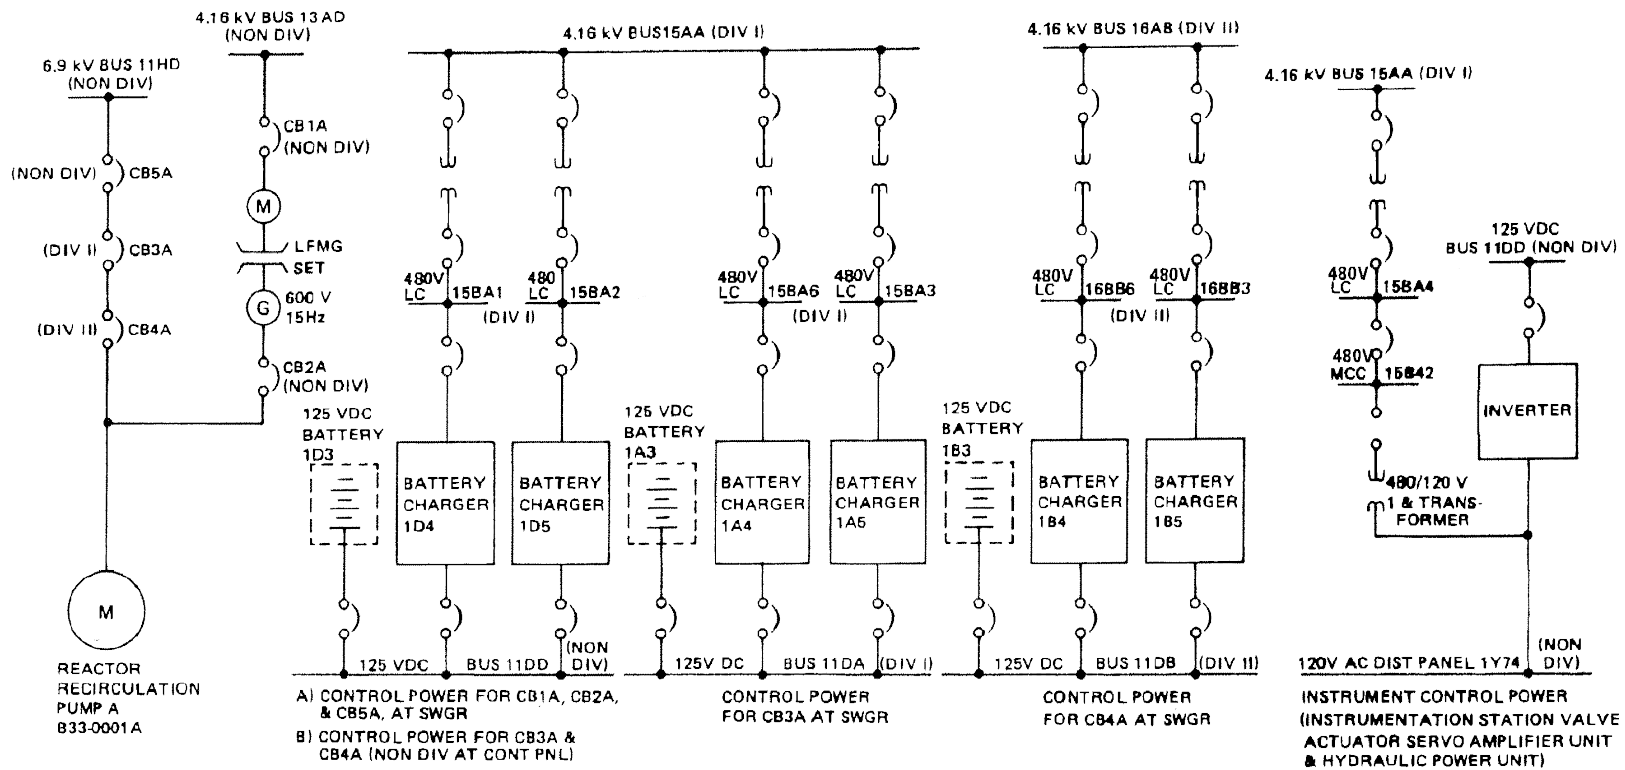 4.16 kV BUS 13AD
(NON DIV)
6.9 kV BUS 11HD
(NON DIV)
4.16 kV BUS15AA (DIV I)
4.16 kV BUS 16AB (DIV II)
4.16 kV BUS 15AA (DIV I)
CB1A
(NON DIV)
(NON DIV)
CB5A
M
(DIV I)
CB3A
LFMG
SET
G
600 V
15Hz
(DIV II)
CB4A
CB2A
(NON DIV)
480V
LC
15BA1
480
LC
15BA2
(DIV I)
480V
LC
15BA6
480V
LC
15BA3
(DIV I)
480V
LC
16BB6
480V
LC
16BB3
(DIV II)
480V
LC
15BA4
480V
MCC
15B42
125 VDC
BUS 11DD (NON DIV)
INVERTER
480/120 V
1 & TRANS-
FORMER
125 VDC
BATTERY
1D3
BATTERY
CHARGER
1D4
BATTERY
CHARGER
1D5
125 VDC
BATTERY
1A3
BATTERY
CHARGER
1A4
BATTERY
CHARGER
1A5
125 VDC
BATTERY
1B3
BATTERY
CHARGER
1B4
BATTERY
CHARGER
1B5
M
REACTOR
RECIRCULATION
PUMP A
B33-0001A
125 VDC
BUS 11DD
(NON
DIV)
A) CONTROL POWER FOR CB1A, CB2A,
& CB5A, AT SWGR
B) CONTROL POWER FOR CB3A &
CB4A (NON DIV AT CONT PNL)
125V DC
BUS 11DA
(DIV I)
CONTROL POWER
FOR CB3A AT SWGR
125V DC
BUS 11DB
(DIV II)
CONTROL POWER
FOR CB4A AT SWGR
120V AC DIST PANEL 1Y74
(NON
DIV)
INSTRUMENT CONTROL POWER
(INSTRUMENTATION STATION VALVE
ACTUATOR SERVO AMPLIFIER UNIT
& HYDRAULIC POWER UNIT)